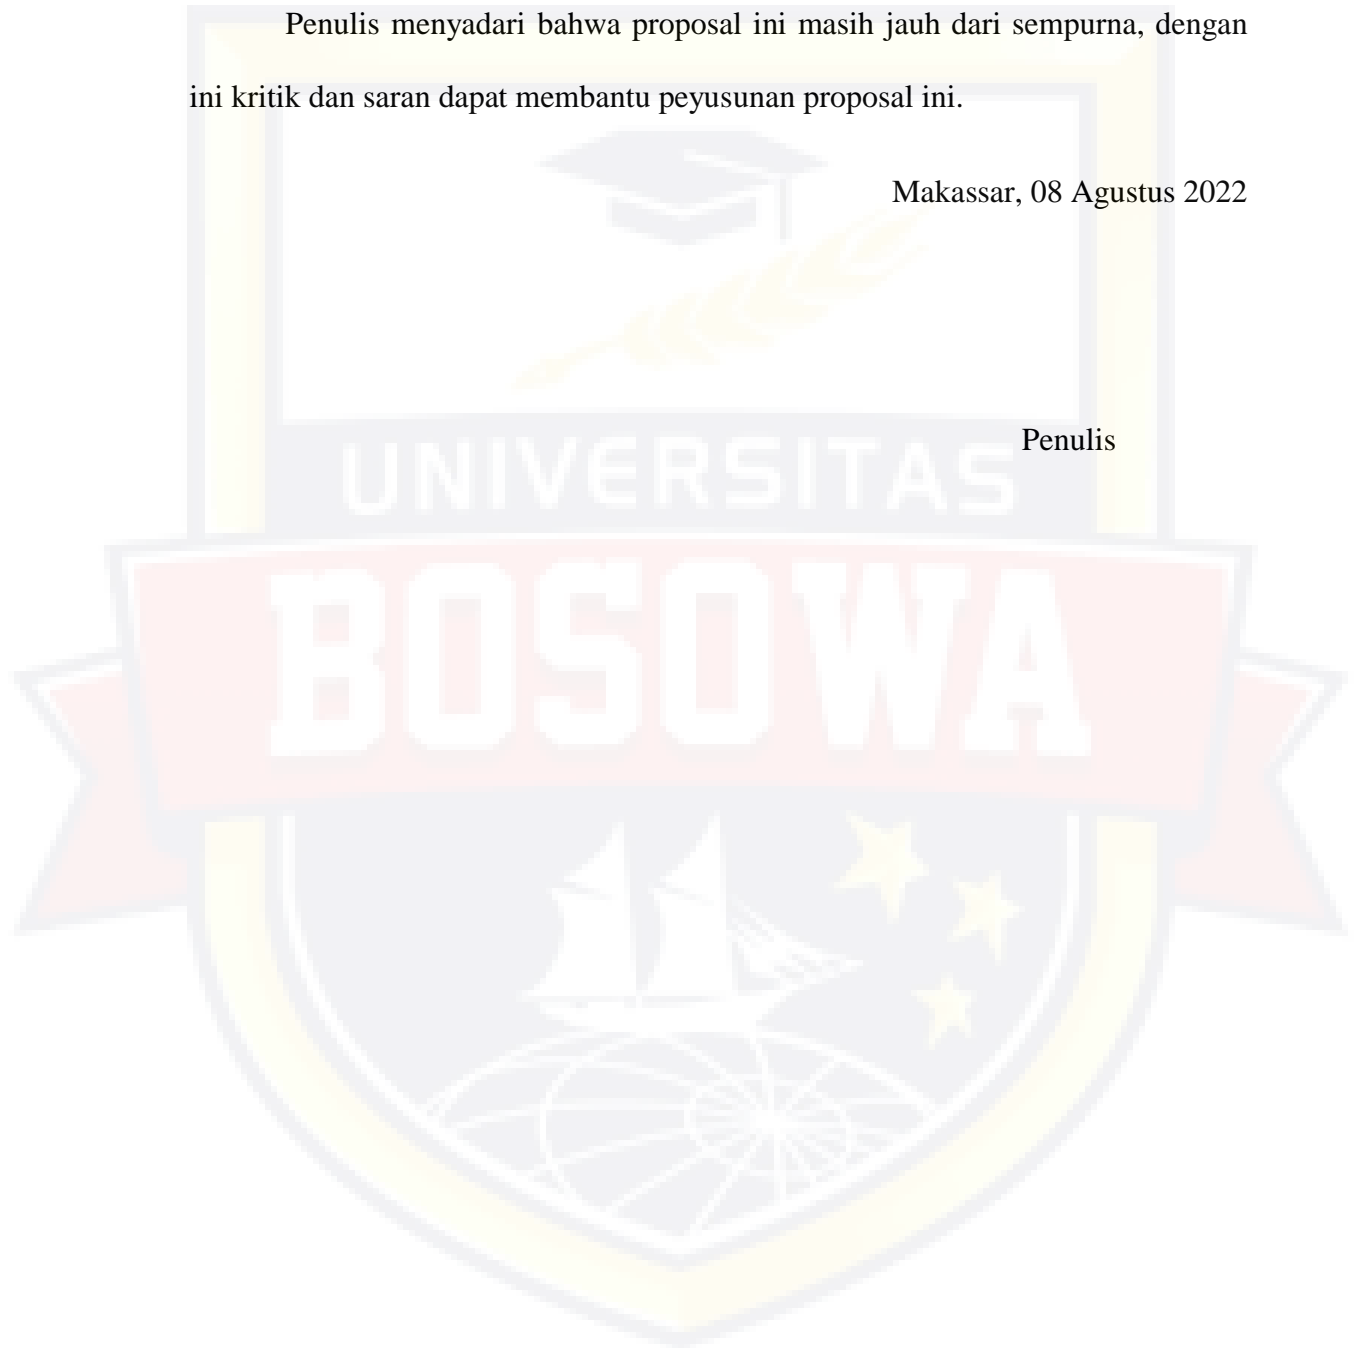 Penulis menyadari bahwa proposal ini masih jauh dari sempurna, dengan
ini kritik dan saran dapat membantu peyusunan proposal ini.
Makassar, 08 Agustus 2022
Penulis
UNIVERSITAS
BOSOWA